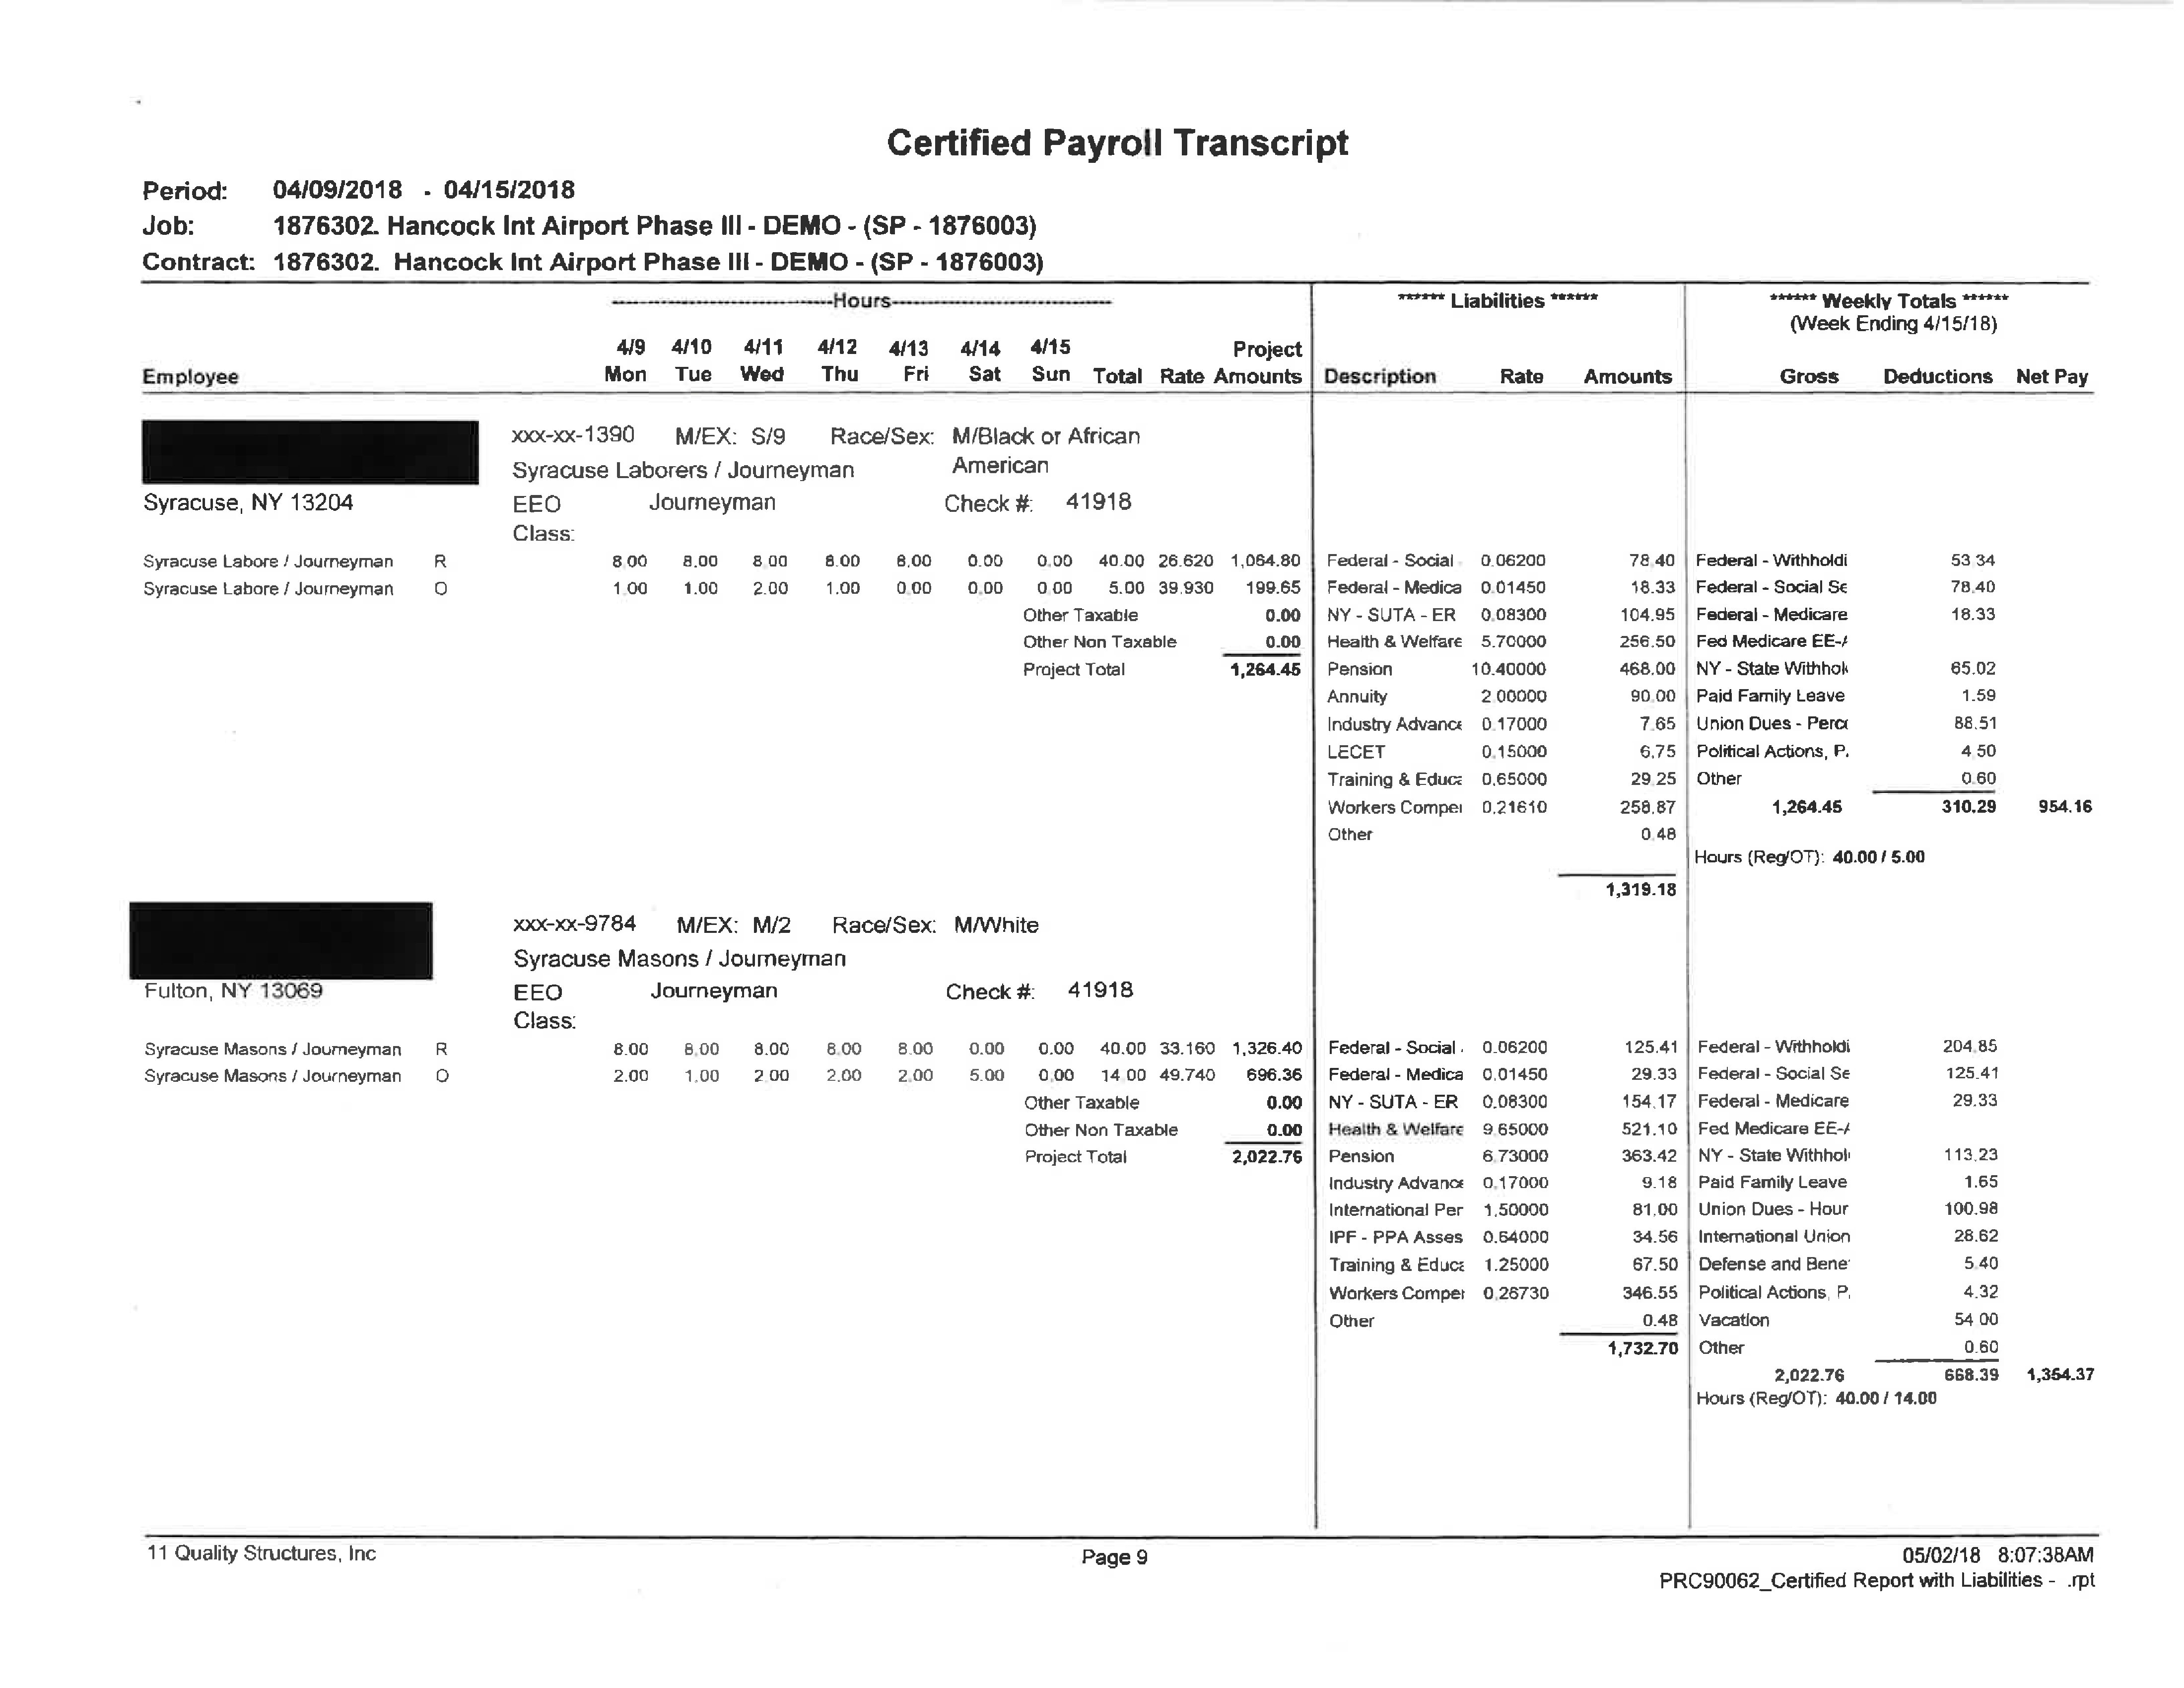 Certified Payroll Transcript
Period: 04/09/2018 - 04/15/2018
Job: 1876302. Hancock Int Airport Phase III - DEMO - (SP - 1876003)
Contract: 1876302. Hancock Int Airport Phase III - DEMO - (SP - 1876003)
Hours
****** Liabilities ******
****** Weekly Totals ******
(Week Ending 4/15/18)
4/9 4/10 4/11 4/12 4/13 4/14 4/15 Project
Employee Mon Tue Wed Thu Fri Sat Sun Total Rate Amounts Description Rate Amounts Gross Deductions Net Pay
xxx-xx-1390 M/EX: S/9 Race/Sex: M/Black or African
Syracuse Laborers / Journeyman American
Syracuse, NY 13204 EEO Journeyman Check #: 41918
Class:
Syracuse Labore / Journeyman R 8.00 8.00 8.00 8.00 8.00 0.00 0.00 40.00 26.620 1,064.80 Federal - Social 0.06200 78.40 Federal - Withholdi 53.34
Syracuse Labore / Journeyman O 1.00 1.00 2.00 1.00 0.00 0.00 0.00 5.00 39.930 199.65 Federal - Medica 0.01450 18.33 Federal - Social Se 78.40
Other Taxable 0.00 NY - SUTA - ER 0.08300 104.95 Federal - Medicare 18.33
Other Non Taxable 0.00 Health & Welfare 5.70000 256.50 Fed Medicare EE-
Project Total 1,264.45 Pension 10.40000 468.00 NY - State Withhol 65.02
Annuity 2.00000 90.00 Paid Family Leave 1.59
Industry Advance 0.17000 7.65 Union Dues - Perc 88.51
LECET 0.15000 6.75 Political Actions, P. 4.50
Training & Educ 0.65000 29.25 Other 0.60
Workers Compe 0.21610 258.87 1,264.45 310.29 954.16
Other 0.48
Hours (Reg/OT): 40.00 / 5.00
1,319.18
xxx-xx-9784 M/EX: M/2 Race/Sex: M/White
Syracuse Masons / Journeyman
Fulton, NY 13069 EEO Journeyman Check #: 41918
Class:
Syracuse Masons / Journeyman R 8.00 8.00 8.00 8.00 8.00 0.00 0.00 40.00 33.160 1,326.40 Federal - Social 0.06200 125.41 Federal - Withholdi 204.85
Syracuse Masons / Journeyman O 2.00 1.00 2.00 2.00 2.00 5.00 0.00 14.00 49.740 696.36 Federal - Medica 0.01450 29.33 Federal - Social Se 125.41
Other Taxable 0.00 NY - SUTA - ER 0.08300 154.17 Federal - Medicare 29.33
Other Non Taxable 0.00 Health & Welfare 9.65000 521.10 Fed Medicare EE-
Project Total 2,022.76 Pension 6.73000 363.42 NY - State Withhol 113.23
Industry Advance 0.17000 9.18 Paid Family Leave 1.65
International Per 1.50000 81.00 Union Dues - Hour 100.98
IPF - PPA Asses 0.64000 34.56 International Union 28.62
Training & Educ 1.25000 67.50 Defense and Bene 5.40
Workers Compe 0.26730 346.55 Political Actions, P. 4.32
Other 0.48 Vacation 54.00
1,732.70 Other 0.60
2,022.76 668.39 1,354.37
Hours (Reg/OT): 40.00 / 14.00
11 Quality Structures, Inc Page 9 05/02/18 8:07:38AM
PRC90062_Certified Report with Liabilities - .rpt